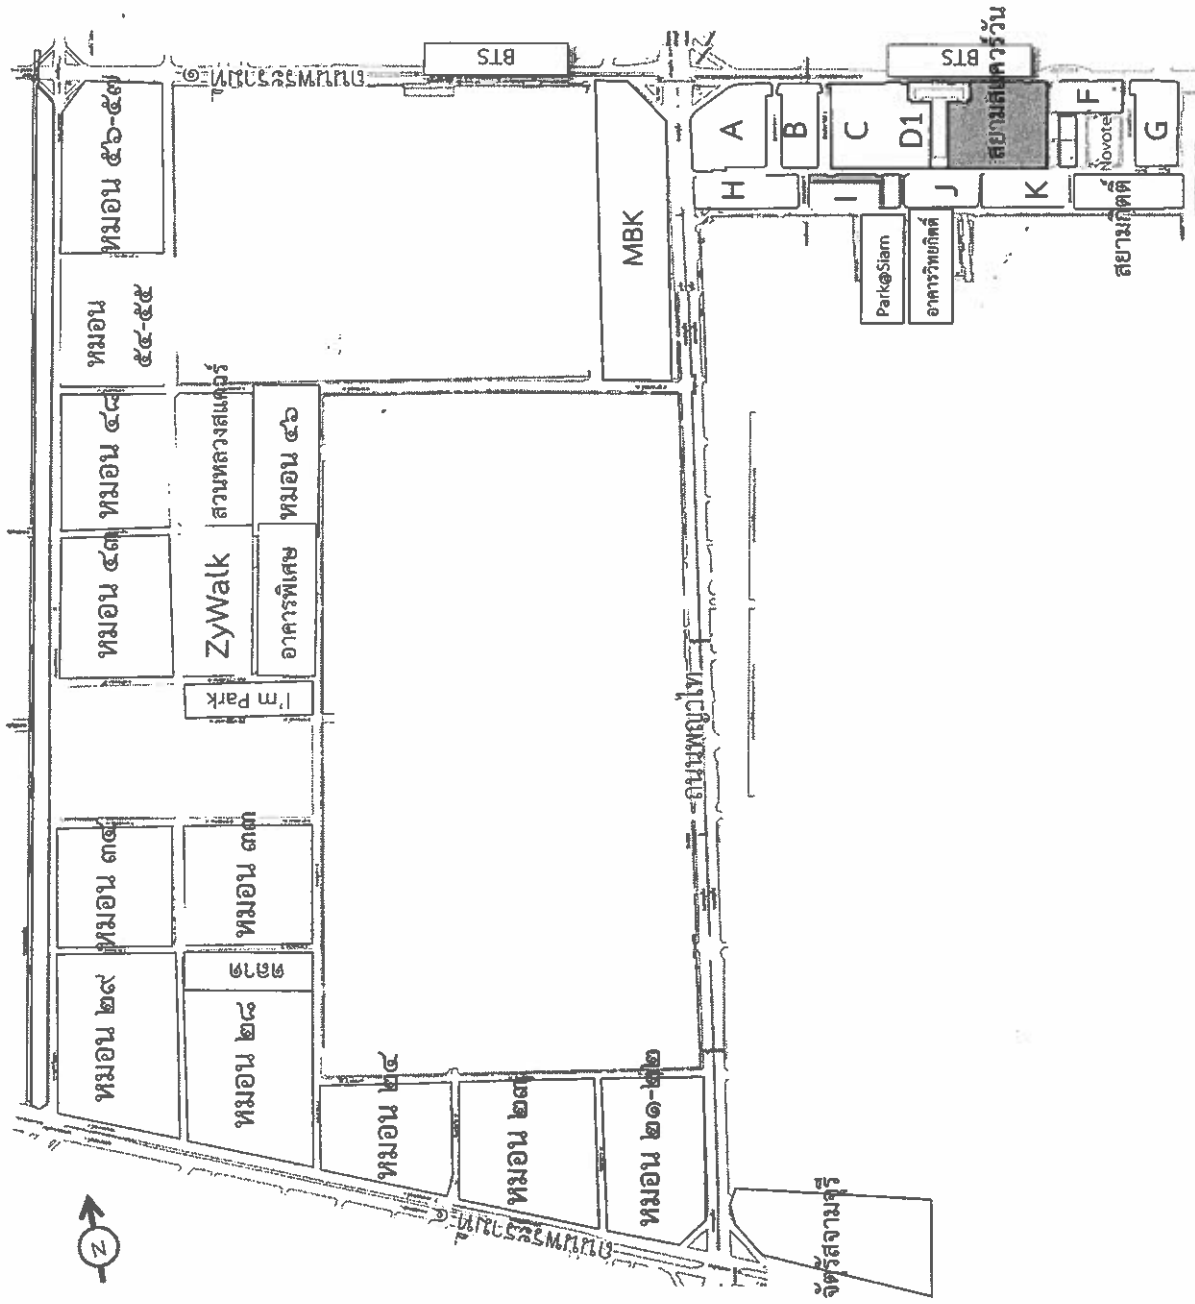 BTS
BTS
ถนนพระรามที่ ๑
หมอน ๕๖-๕๗
A
B
C
D1
สยามสแควร์วัน
F
Novotel
G
H
I
J
K
สยามกิตติ์
MBK
Park@Siam
อาคารวิทยกิตติ์
หมอน
๕๔-๕๕
หมอน ๔๘
สวนหลวงสแควร์
หมอน ๔๖
หมอน ๔๓
ZyWalk
อาคารพิเศษ
I'm Park
ถนนพญาไท
หมอน ๓๔
หมอน ๓๓
ตลาด
หมอน ๒๙
หมอน ๒๘
หมอน ๒๔
หมอน ๒๓
หมอน ๒๑-๒๒
ถนนพระรามที่ ๔
จัตุรัสจามจุรี
N